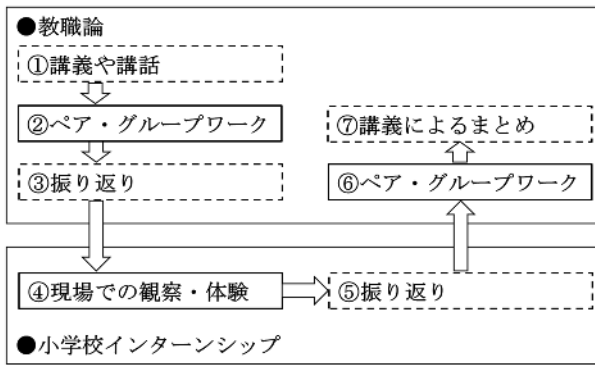 ●教職論
①講義や講話
②ペア・グループワーク
③振り返り
④現場での観察・体験
⑤振り返り
⑥ペア・グループワーク
⑦講義によるまとめ
●小学校インターンシップ